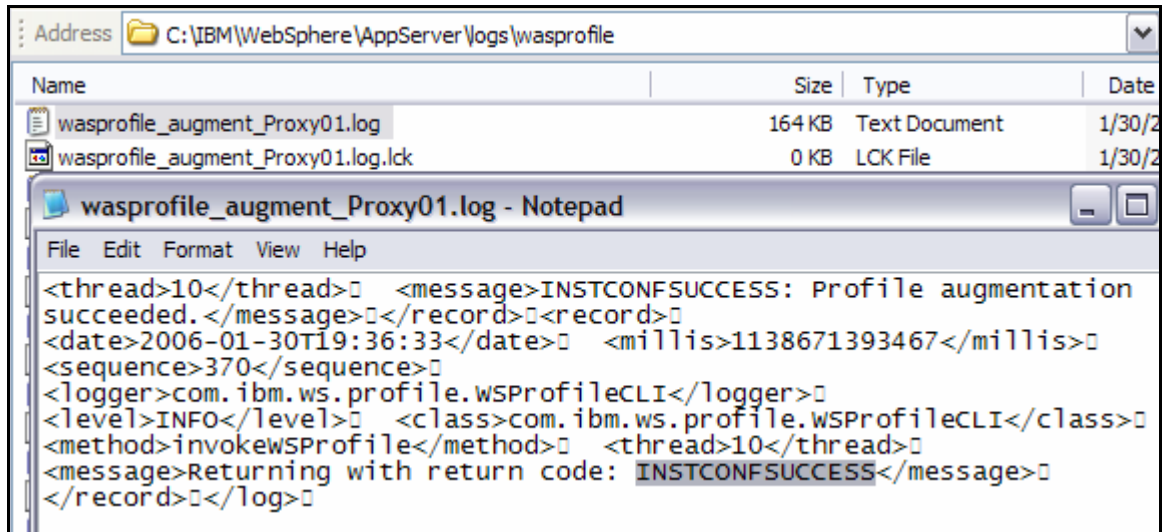 Address C:\IBM\WebSphere\AppServer\logs\wasprofile
Name Size Type Date
wasprofile_augment_Proxy01.log 164 KB Text Document 1/30/2
wasprofile_augment_Proxy01.log.lck 0 KB LCK File 1/30/2
wasprofile_augment_Proxy01.log - Notepad
File Edit Format View Help
<thread>10</thread>▯ <message>INSTCONFSUCCESS: Profile augmentation
succeeded.</message>▯</record>▯<record>▯
<date>2006-01-30T19:36:33</date>▯ <millis>1138671393467</millis>▯
<sequence>370</sequence>▯
<logger>com.ibm.ws.profile.WSProfileCLI</logger>▯
<level>INFO</level>▯ <class>com.ibm.ws.profile.WSProfileCLI</class>▯
<method>invokeWSProfile</method>▯ <thread>10</thread>▯
<message>Returning with return code: INSTCONFSUCCESS</message>▯
</record>▯</log>▯